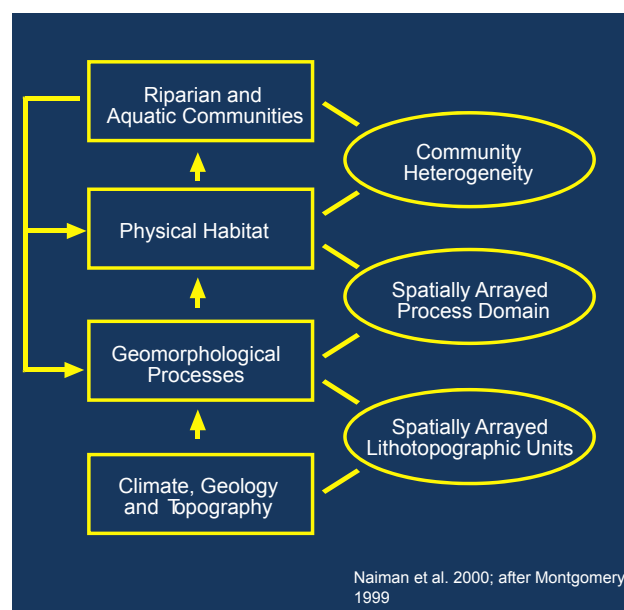 Riparian and
Aquatic Communities
Community
Heterogeneity
Physical Habitat
Spatially Arrayed
Process Domain
Geomorphological
Processes
Spatially Arrayed
Lithotopographic Units
Climate, Geology
and Topography
Naiman et al. 2000; after Montgomery
1999